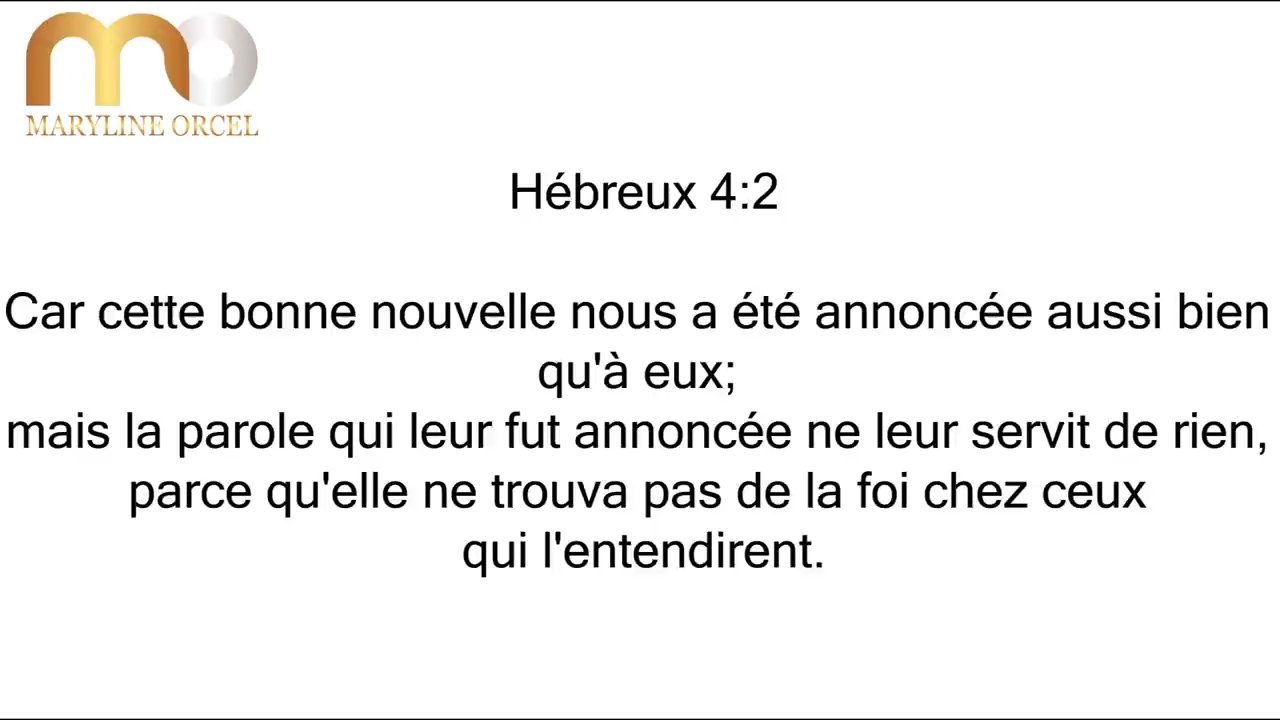 mo
MARYLINE ORCEL
Hébreux 4:2
Car cette bonne nouvelle nous a été annoncée aussi bien
qu'à eux;
mais la parole qui leur fut annoncée ne leur servit de rien,
parce qu'elle ne trouva pas de la foi chez ceux
qui l'entendirent.